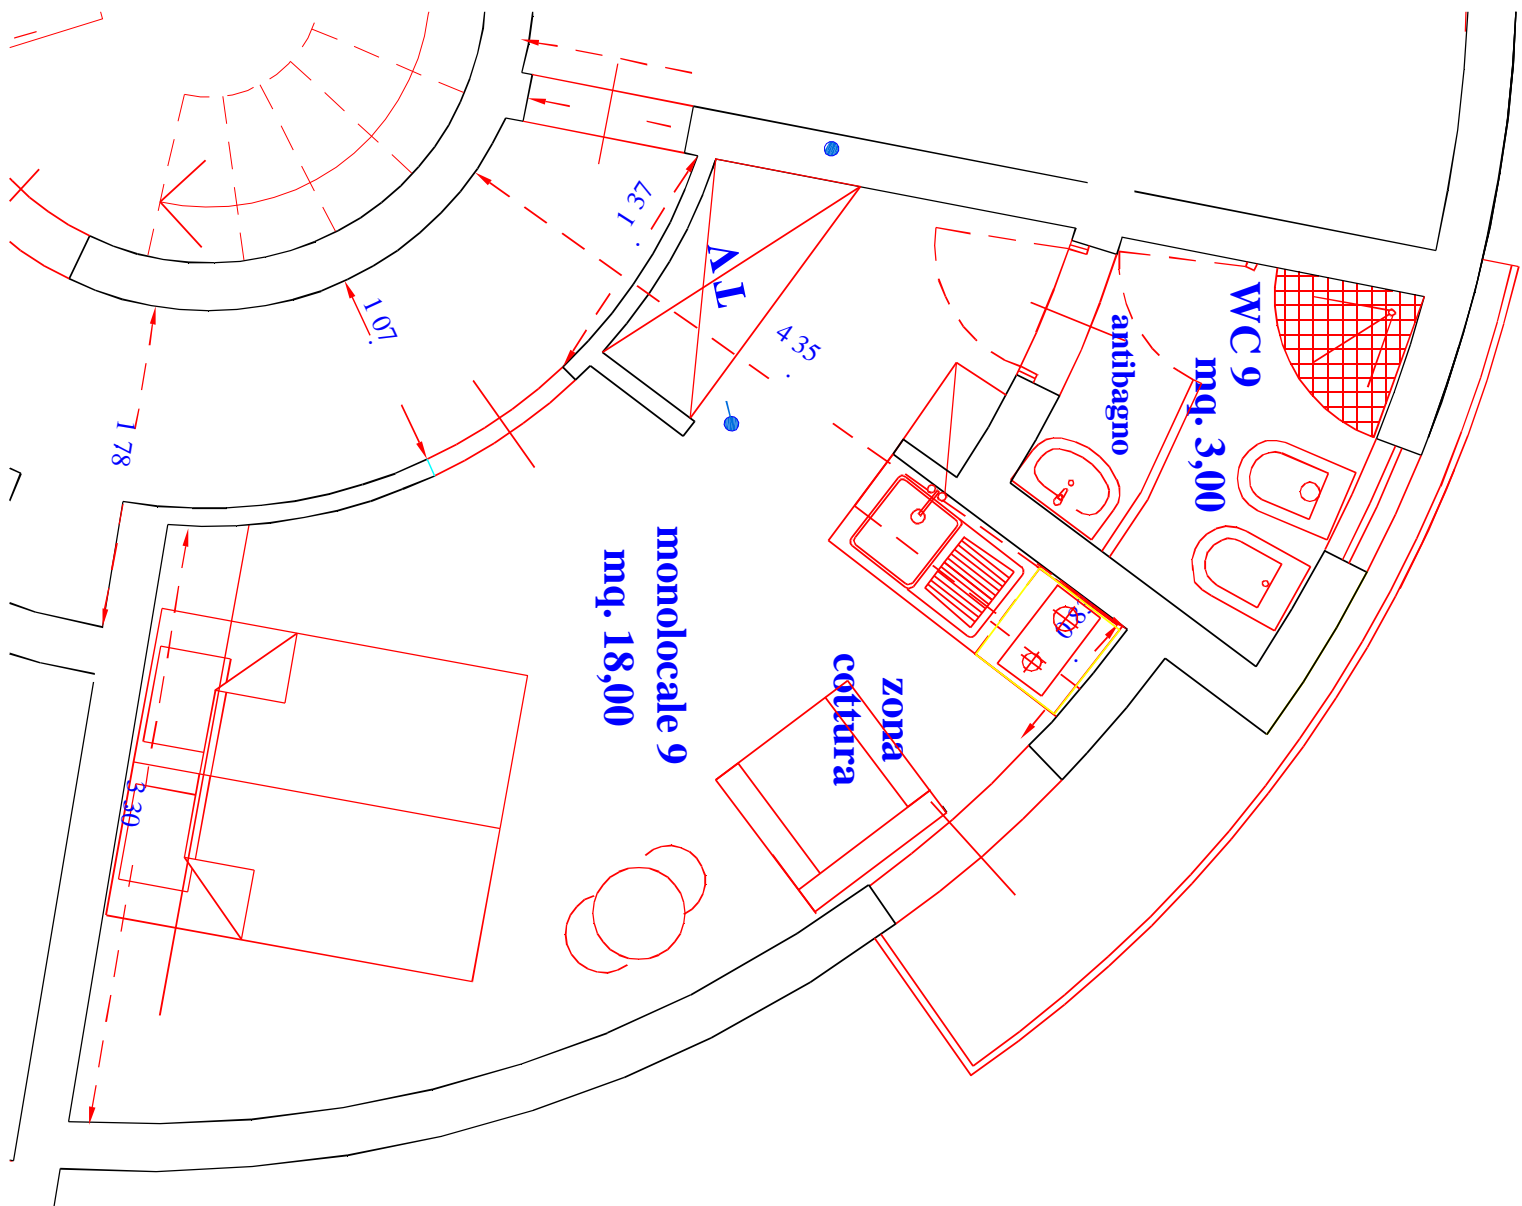 1 37
TV
1 07
4 35
1 78
WC 9
mq. 3,00
antibagno
monolocale 9
mq. 18,00
zona
cottura
3 30